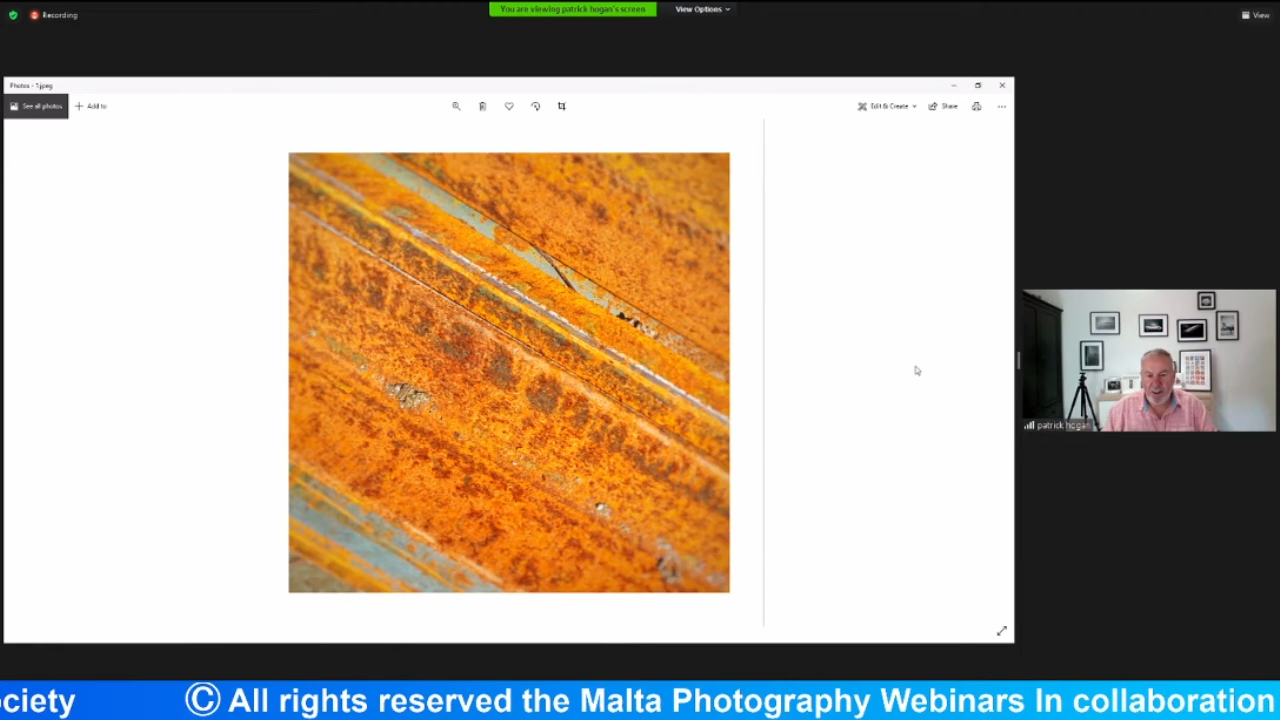 Recording
You are viewing patrick hogan's screen
View Options
View
Photos - 1.jpeg
See all photos
Add to
Edit & Create
Share
patrick hogan
ciety
© All rights reserved the Malta Photography Webinars In collaboration